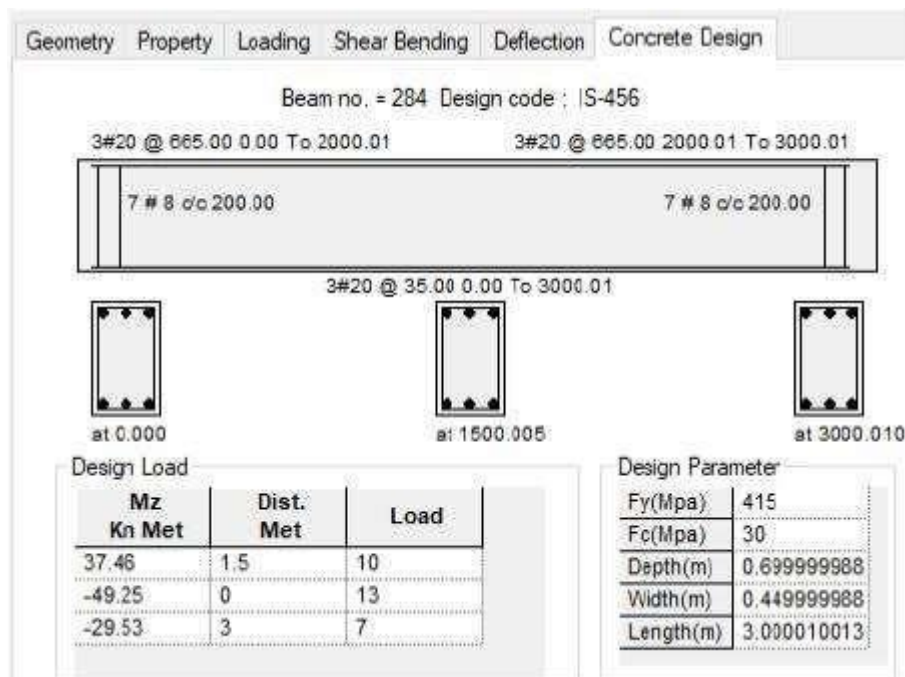 Geometry Property Loading Shear Bending Deflection Concrete Design
Beam no. = 284 Design code : IS-456
3#20 @ 665.00 0.00 To 2000.01 3#20 @ 665.00 2000.01 To 3000.01
7 # 8 c/c 200.00 7 # 8 c/c 200.00
3#20 @ 35.00 0.00 To 3000.01
at 0.000 at 1500.005 at 3000.010
Design Load Design Parameter
Mz Dist. Load
Kn Met Met
37.46 1.5 10
-49.25 0 13
-29.53 3 7
Fy(Mpa) 415
Fc(Mpa) 30
Depth(m) 0.699999988
Width(m) 0.449999988
Length(m) 3.000010013